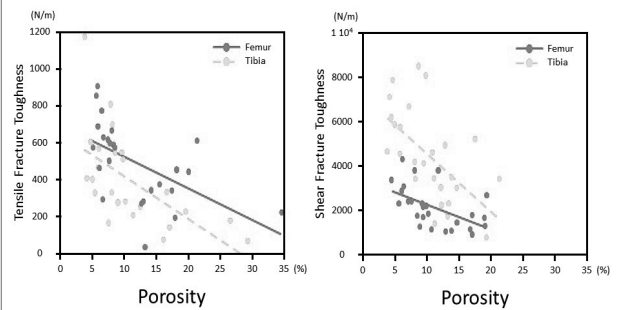 (N/m)
1200
1000
800
600
400
200
0
Tensile Fracture Toughness
Femur
Tibia
0 5 10 15 20 25 30 35 (%)
Porosity
(N/m)
1 10⁴
8000
6000
4000
2000
0
Shear Fracture Toughness
Femur
Tibia
0 5 10 15 20 25 30 35 (%)
Porosity